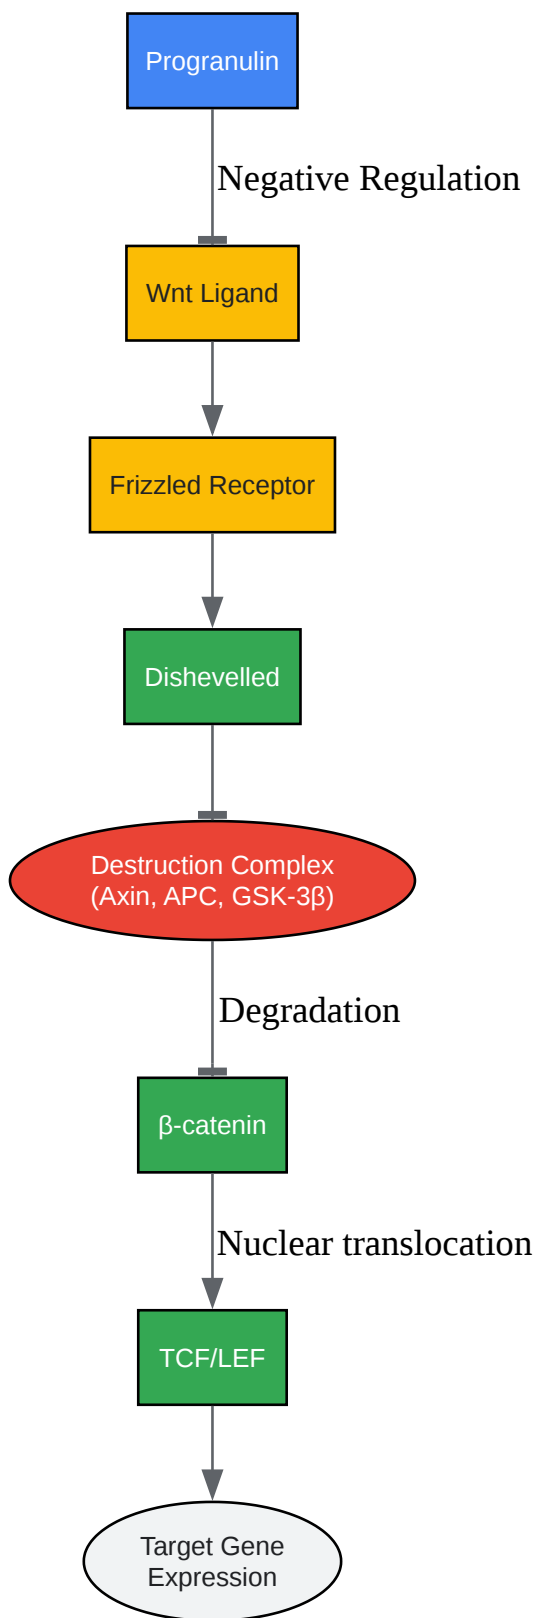 Progranulin
Negative Regulation
Wnt Ligand
Frizzled Receptor
Dishevelled
Destruction Complex
(Axin, APC, GSK-3β)
Degradation
β-catenin
Nuclear translocation
TCF/LEF
Target Gene
Expression